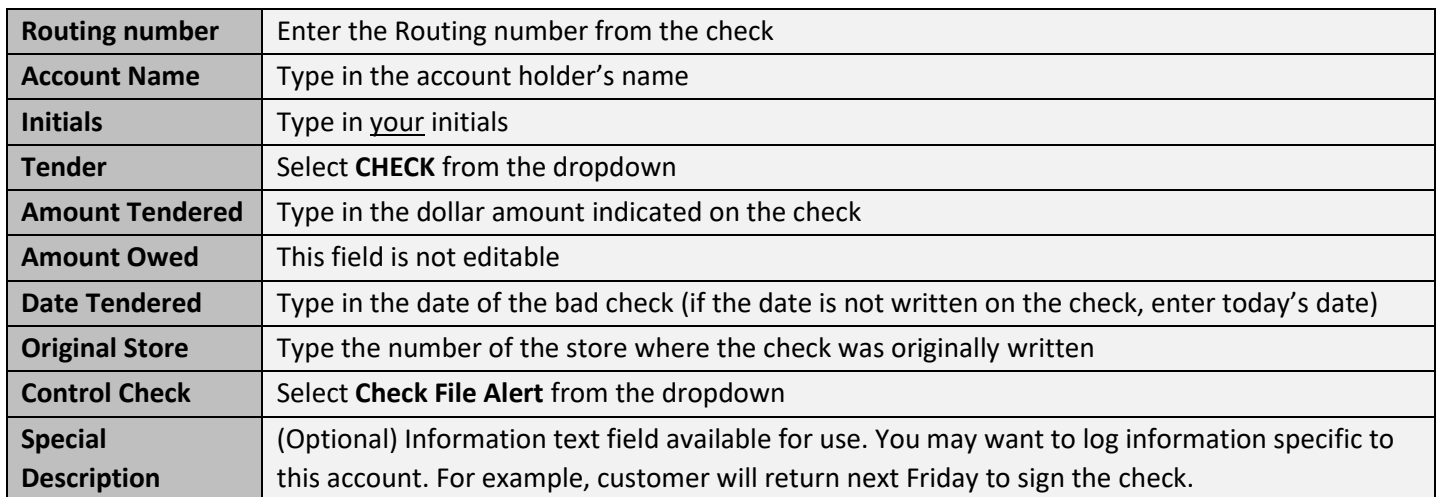 Routing number Enter the Routing number from the check
Account Name Type in the account holder’s name
Initials Type in your initials
Tender Select CHECK from the dropdown
Amount Tendered Type in the dollar amount indicated on the check
Amount Owed This field is not editable
Date Tendered Type in the date of the bad check (if the date is not written on the check, enter today’s date)
Original Store Type the number of the store where the check was originally written
Control Check Select Check File Alert from the dropdown
Special (Optional) Information text field available for use. You may want to log information specific to
Description this account. For example, customer will return next Friday to sign the check.